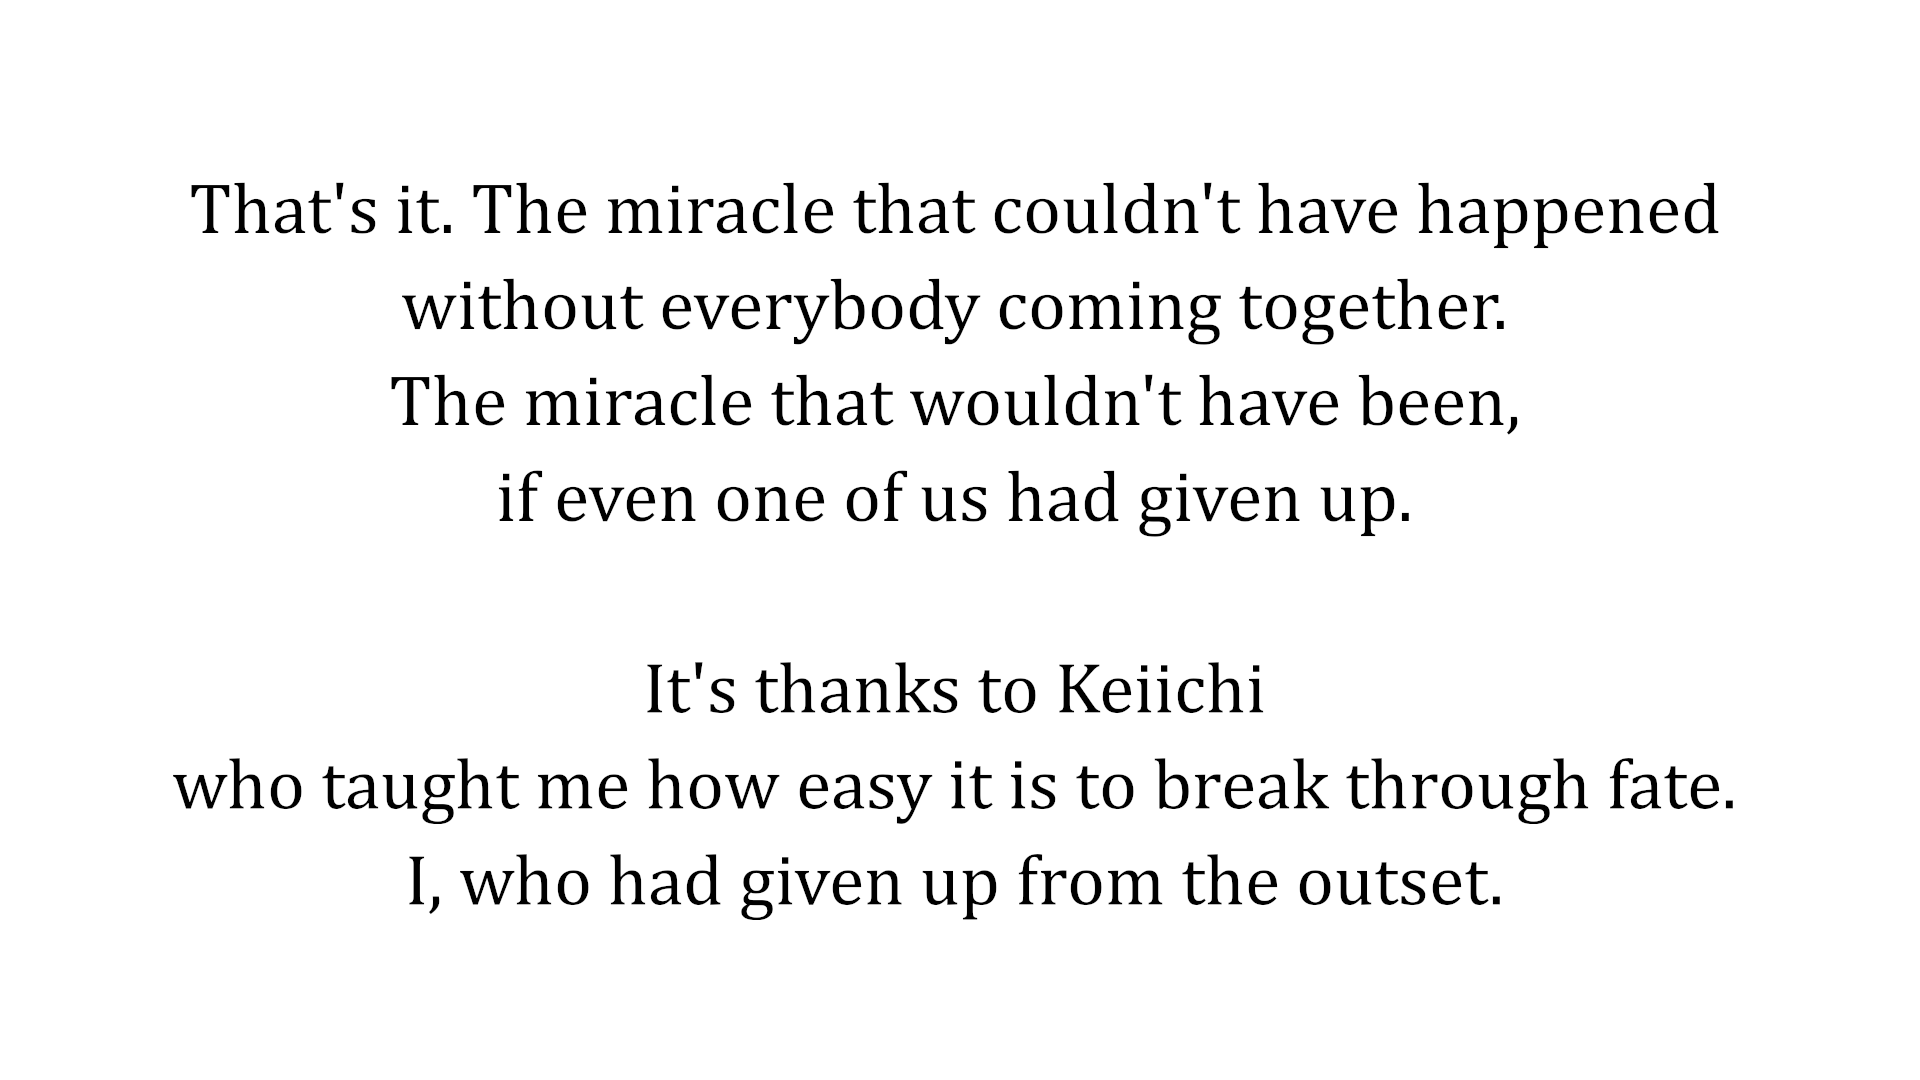 That's it. The miracle that couldn't have happened
without everybody coming together.
The miracle that wouldn't have been,
if even one of us had given up.
It's thanks to Keiichi
who taught me how easy it is to break through fate.
I, who had given up from the outset.